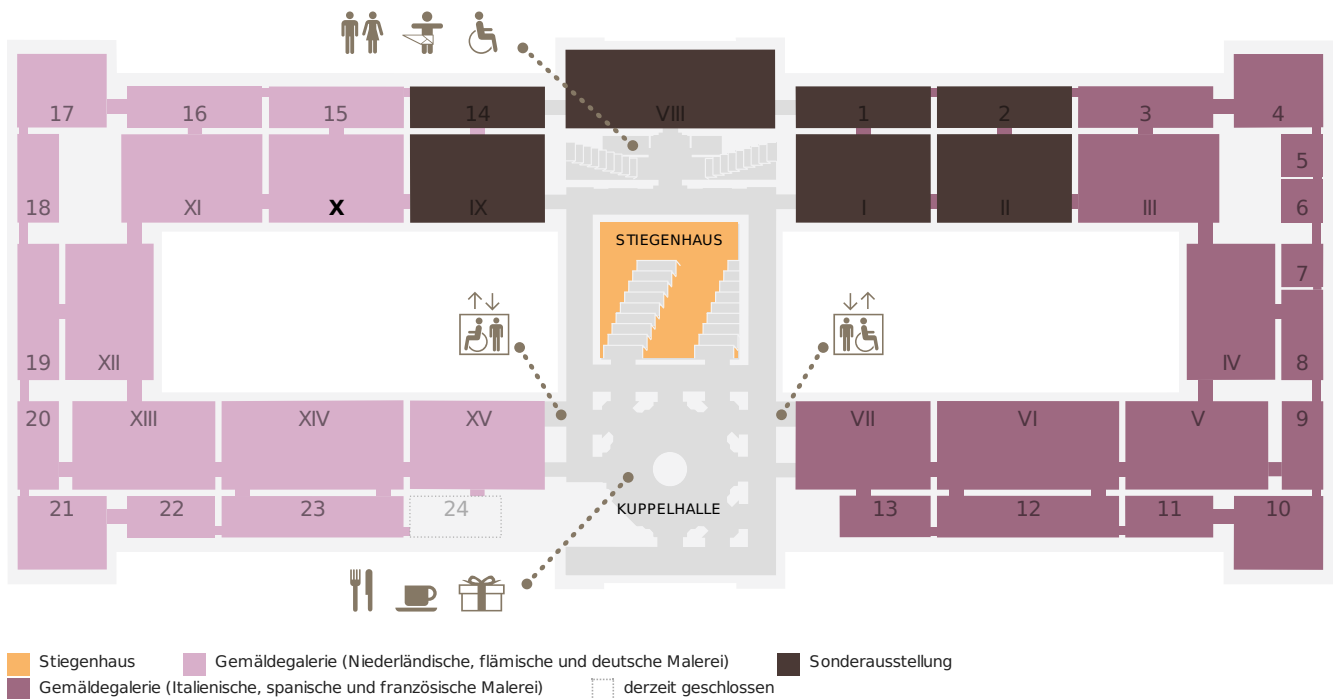 17 16 15 14 VIII 1 2 3 4
5
18 XI X IX I II III 6
STIEGENHAUS
7
19 XII IV 8
20 XIII XIV XV VII VI V 9
21 22 23 24 KUPPELHALLE 13 12 11 10
Stiegenhaus Gemäldegalerie (Niederländische, flämische und deutsche Malerei) Sonderausstellung
Gemäldegalerie (Italienische, spanische und französische Malerei) derzeit geschlossen